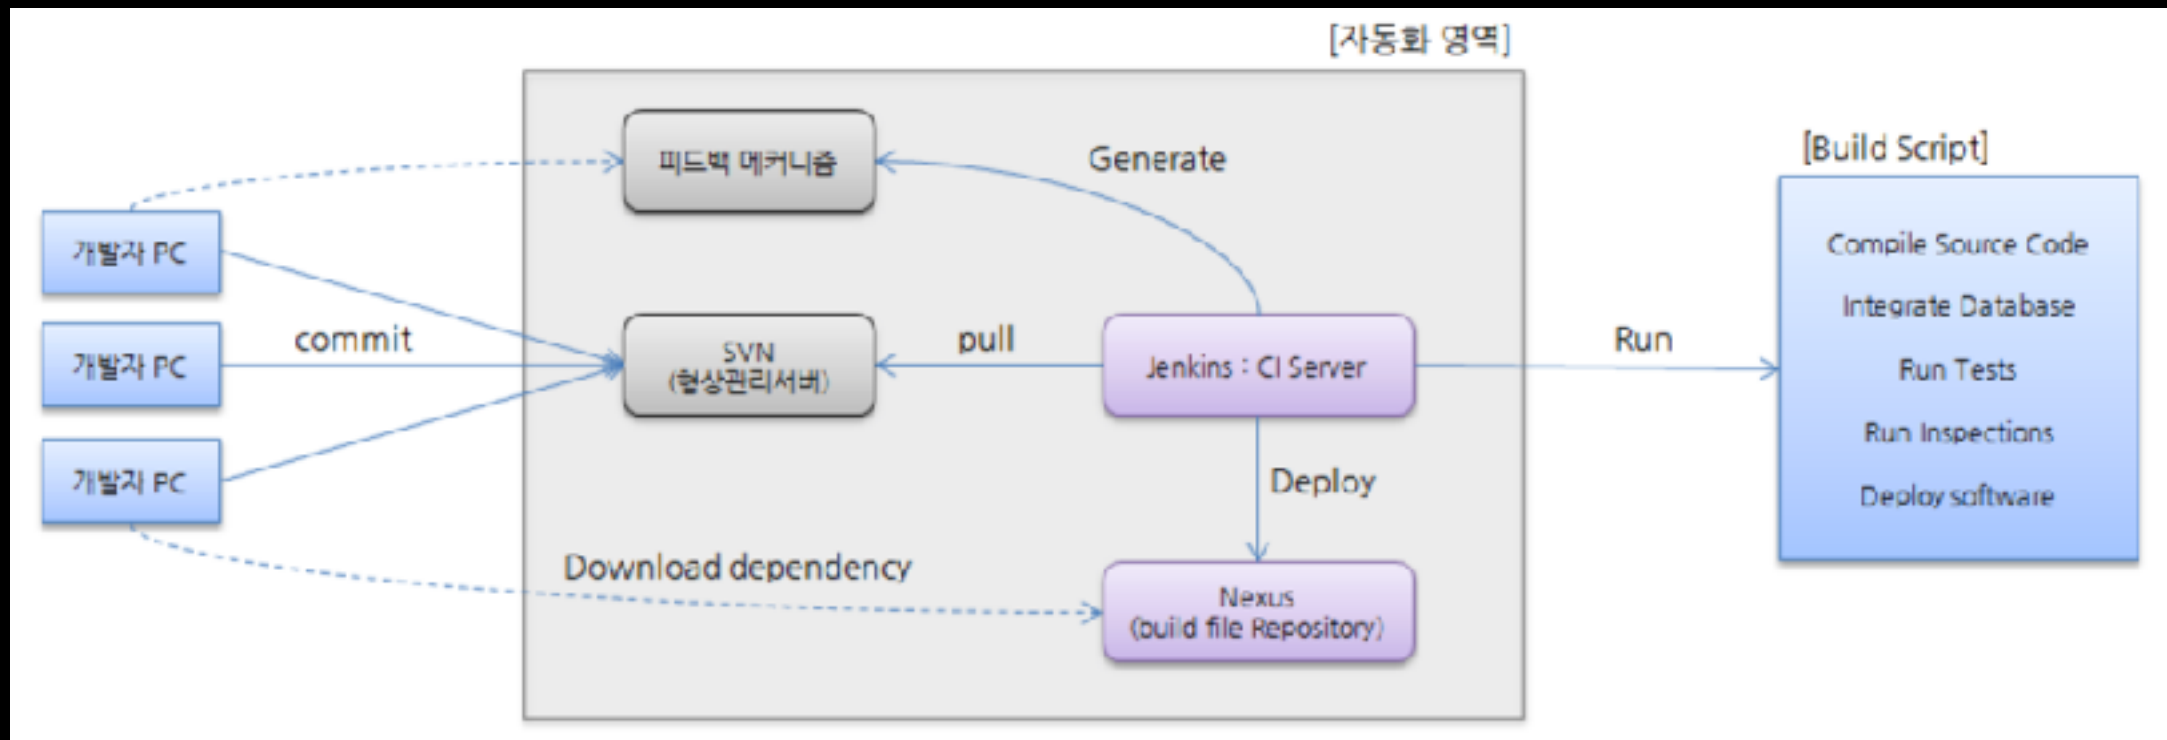 [자동화 영역]
피드백 메커니즘
Generate
[Build Script]
개발자 PC
개발자 PC
개발자 PC
commit
SVN
(형상관리서버)
pull
Jenkins : CI Server
Run
Compile Source Code
Integrate Database
Run Tests
Run Inspections
Deploy software
Deploy
Download dependency
Nexus
(build file Repository)